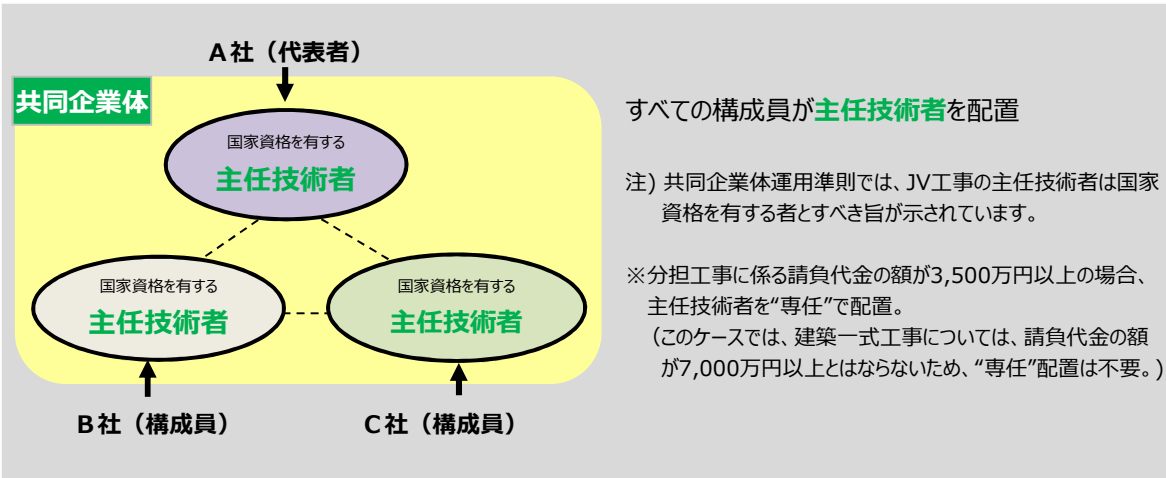 A社（代表者）
共同企業体
国家資格を有する
主任技術者
国家資格を有する
主任技術者
国家資格を有する
主任技術者
B社（構成員）
C社（構成員）
すべての構成員が主任技術者を配置
注) 共同企業体運用準則では、JV工事の主任技術者は国家
資格を有する者とすべき旨が示されています。
※分担工事に係る請負代金の額が3,500万円以上の場合、
主任技術者を“専任”で配置。
（このケースでは、建築一式工事については、請負代金の額
が7,000万円以上とはならないため、“専任”配置は不要。)